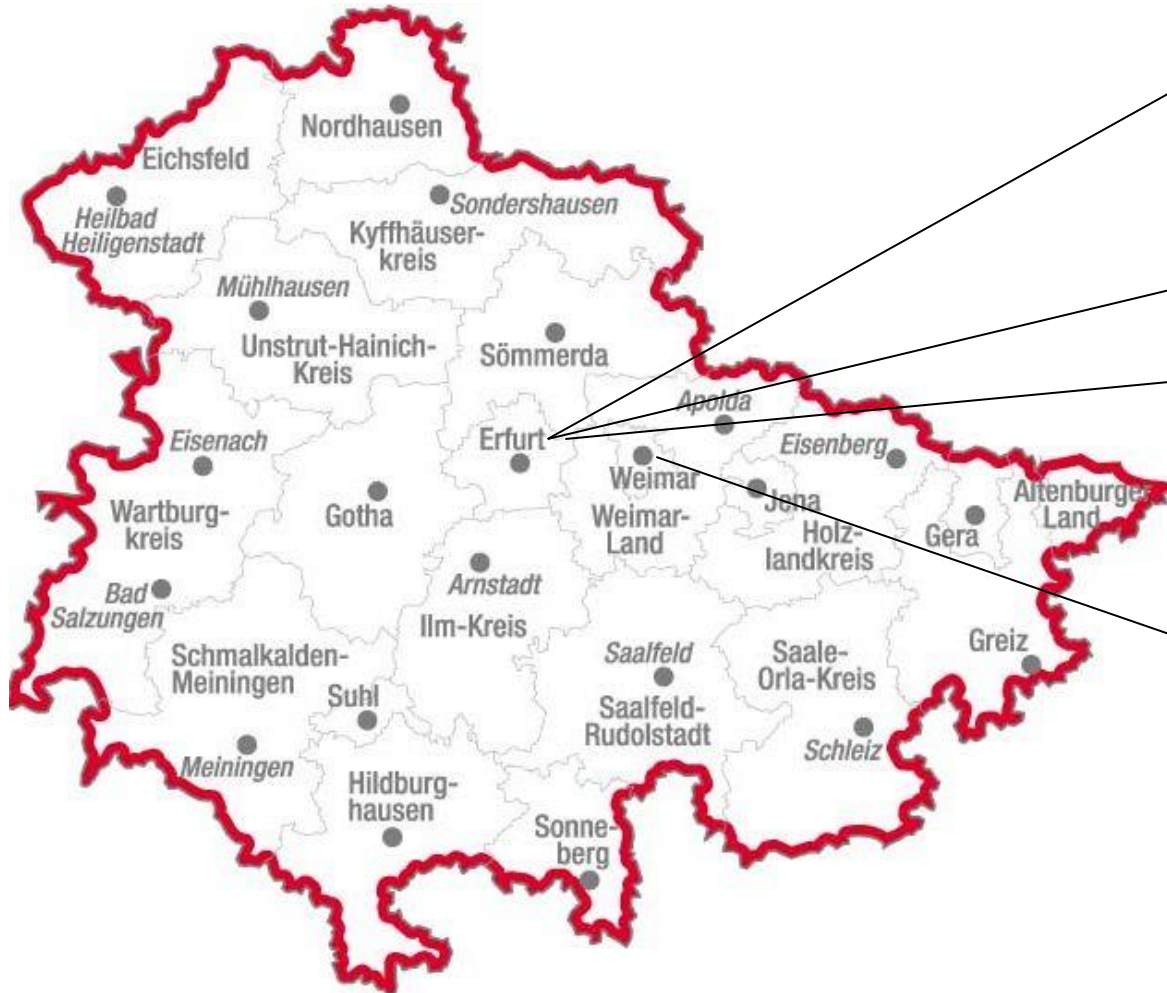 Nordhausen
Eichsfeld
Heilbad
Heiligenstadt
Sondershausen
Kyffhäuser-
kreis
Mühlhausen
Unstrut-Hainich-
Kreis
Sömmerda
Apolda
Eisenach
Erfurt
Eisenberg
Weimar
Jena
Altenburger
Land
Wartburg-
kreis
Gotha
Weimar-
Land
Holz-
landkreis
Gera
Bad
Salzungen
Arnstadt
Ilm-Kreis
Schmalkalden-
Meiningen
Suhl
Saalfeld
Saalfeld-
Rudolstadt
Saale-
Orla-Kreis
Greiz
Schleiz
Meiningen
Hildburg-
hausen
Sonne-
berg